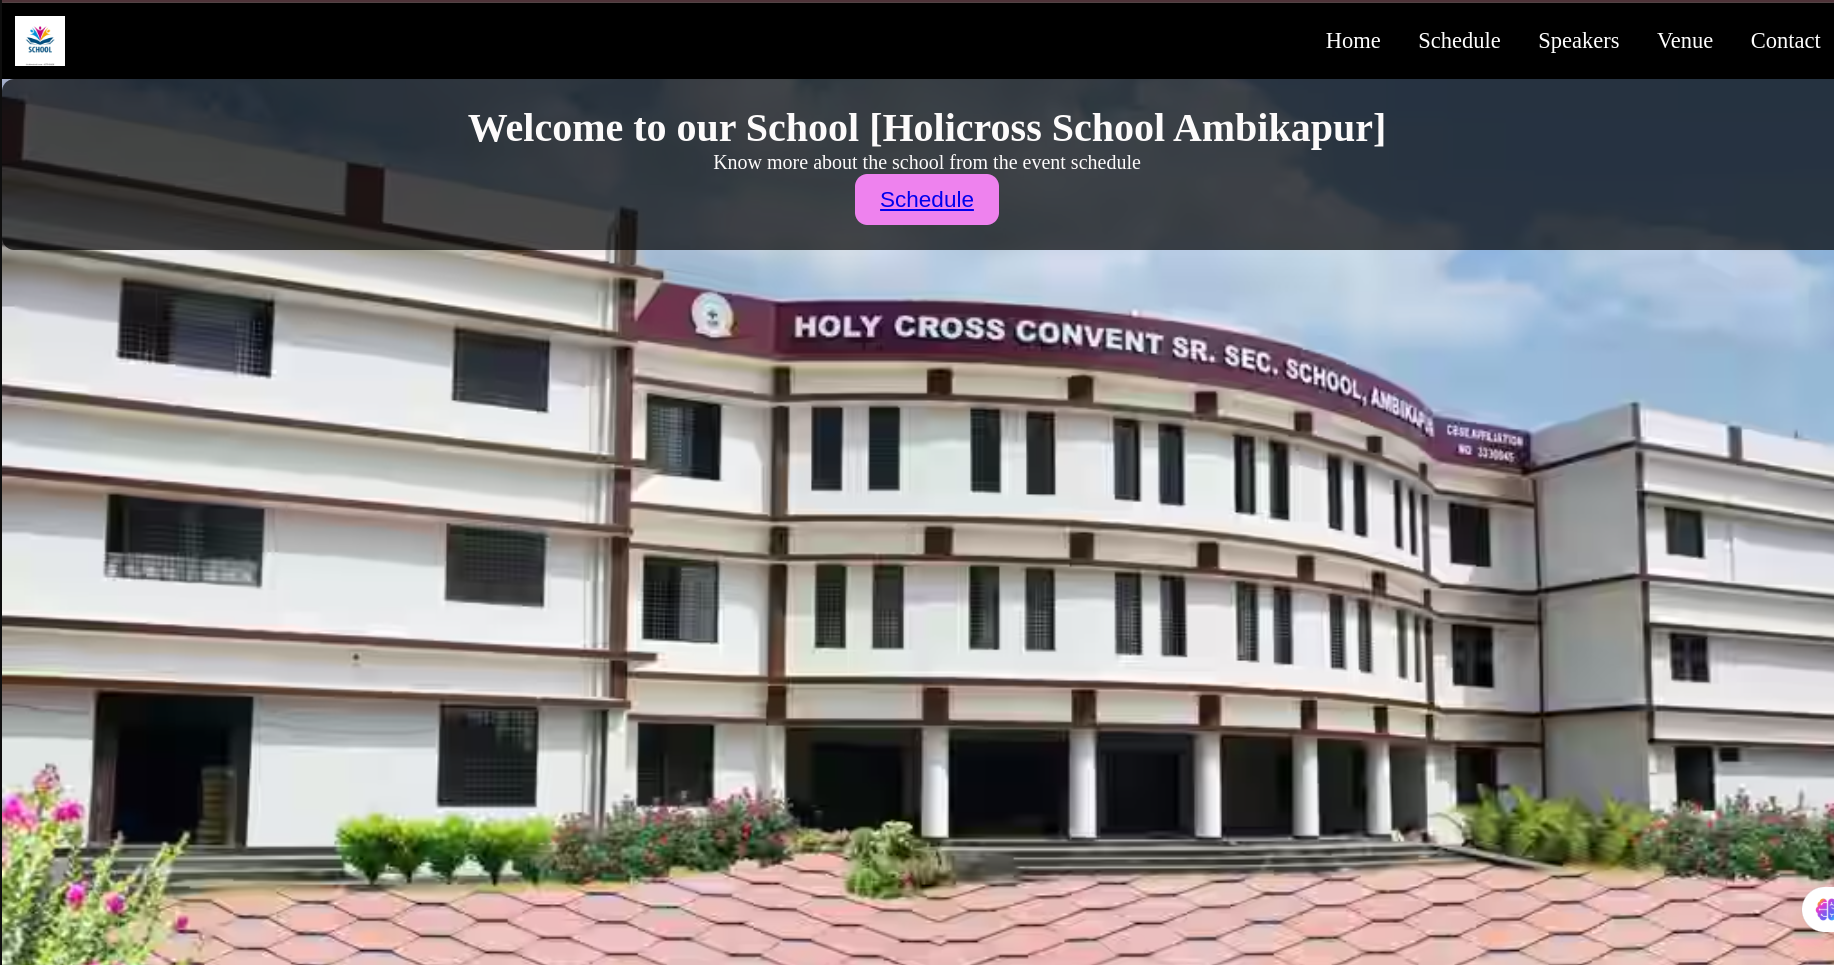 SCHOOL
Home Schedule Speakers Venue Contact
Welcome to our School [Holicross School Ambikapur]
Know more about the school from the event schedule
Schedule
HOLY CROSS CONVENT SR. SEC. SCHOOL, AMBIKAPUR
CBSE AFFILIATION
NO 3330045